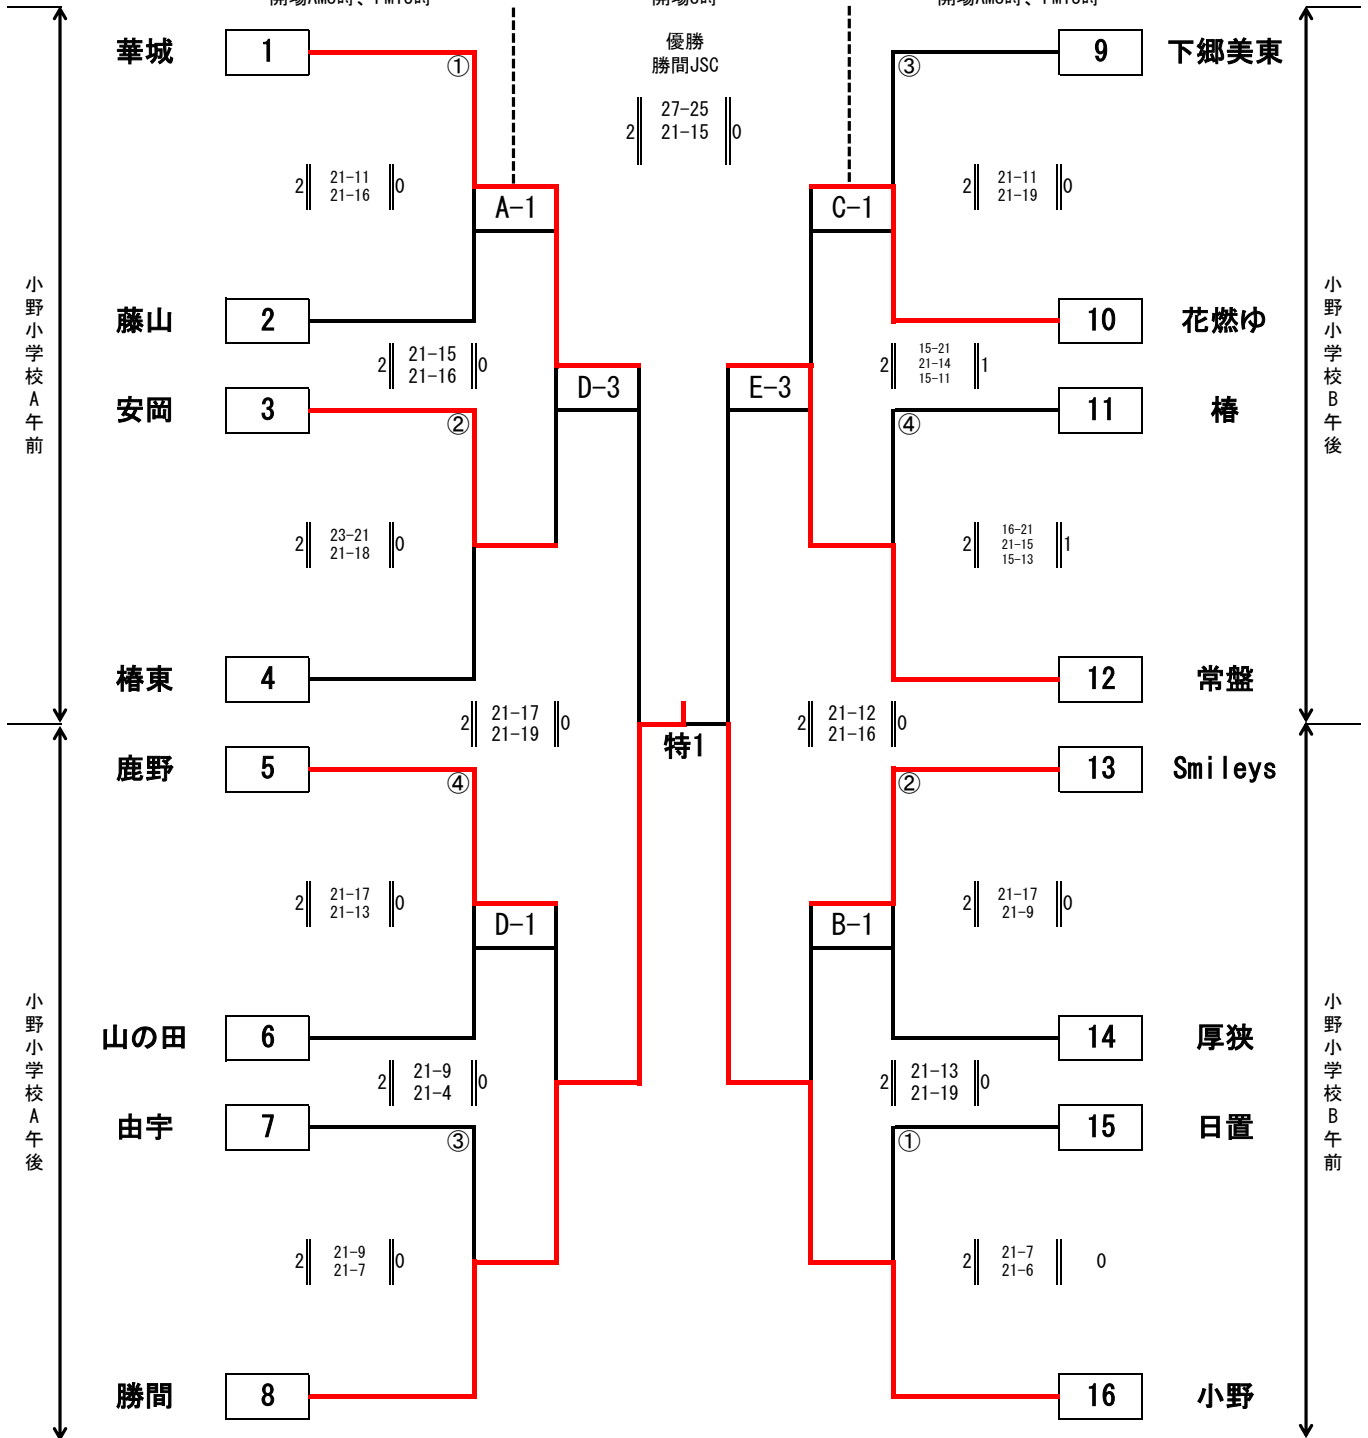 優勝
勝間JSC
2 27-25 0
21-15
華城 1 ①
③ 9 下郷美東
2 21-11 0
21-16
2 21-11 0
21-19
A-1
C-1
小野小学校A午前
小野小学校B午後
藤山 2
10 花燃ゆ
2 21-15 0
21-16
2 15-21 1
21-14
15-11
D-3
E-3
安岡 3 ②
④ 11 椿
2 23-21 0
21-18
2 16-21 1
21-15
15-13
椿東 4
12 常盤
2 21-17 0
21-19
2 21-12 0
21-16
特1
鹿野 5 ④
② 13 Smileys
2 21-17 0
21-13
2 21-17 0
21-9
D-1
B-1
小野小学校A午後
小野小学校B午前
山の田 6
14 厚狭
2 21-9 0
21-4
2 21-13 0
21-19
由宇 7 ③
① 15 日置
2 21-9 0
21-7
2 21-7 0
21-6
勝間 8
16 小野